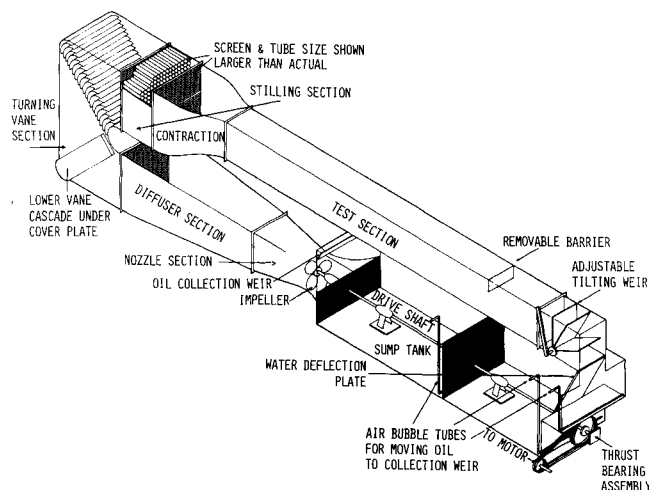 SCREEN & TUBE SIZE SHOWN
LARGER THAN ACTUAL
STILLING SECTION
TURNING
VANE
SECTION
CONTRACTION
LOWER VANE
CASCADE UNDER
COVER PLATE
DIFFUSER SECTION
TEST SECTION
REMOVABLE BARRIER
NOZZLE SECTION
ADJUSTABLE
TILTING WEIR
OIL COLLECTION WEIR
IMPELLER
DRIVE SHAFT
SUMP TANK
WATER DEFLECTION
PLATE
AIR BUBBLE TUBES
FOR MOVING OIL
TO COLLECTION WEIR
TO MOTOR
THRUST
BEARING
ASSEMBLY